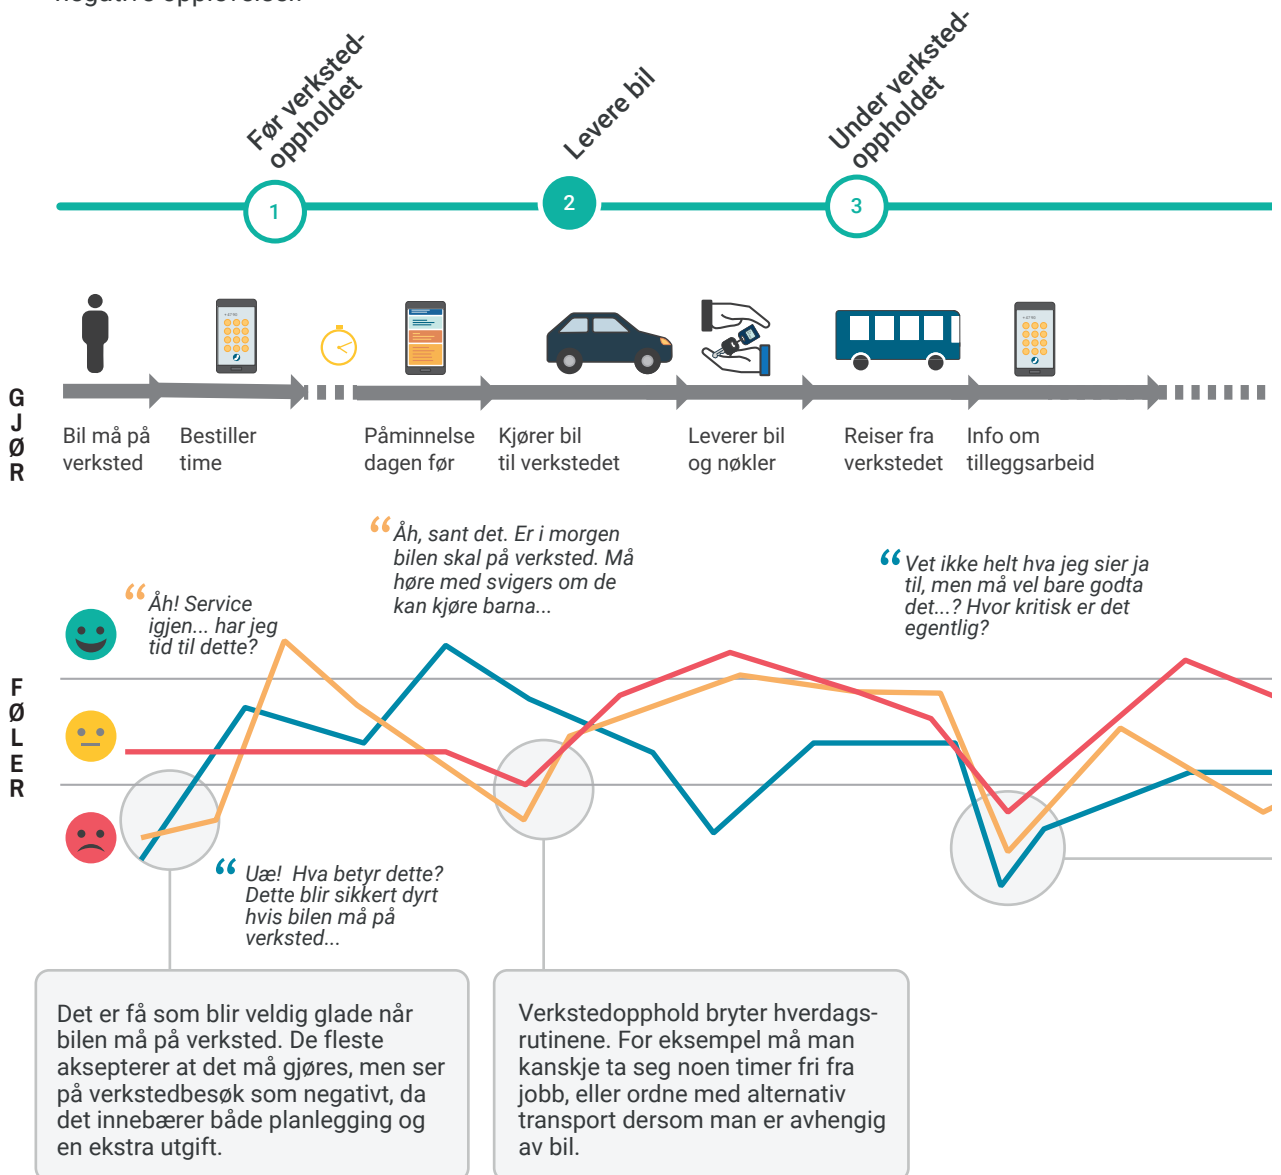 Før verksted-
oppholdet
Levere bil
Under verksted-
oppholdet
1
2
3
GJØR
Bil må på
verksted
Bestiller
time
Påminnelse
dagen før
Kjører bil
til verkstedet
Leverer bil
og nøkler
Reiser fra
verkstedet
Info om
tilleggsarbeid
FØLER
“Åh! Service
igjen... har jeg
tid til dette?
“Åh, sant det. Er i morgen
bilen skal på verksted. Må
høre med svigers om de
kan kjøre barna...
“Vet ikke helt hva jeg sier ja
til, men må vel bare godta
det...? Hvor kritisk er det
egentlig?
“Uæ! Hva betyr dette?
Dette blir sikkert dyrt
hvis bilen må på
verksted...
Det er få som blir veldig glade når
bilen må på verksted. De fleste
aksepterer at det må gjøres, men ser
på verkstedbesøk som negativt, da
det innebærer både planlegging og
en ekstra utgift.
Verkstedopphold bryter hverdags-
rutinene. For eksempel må man
kanskje ta seg noen timer fri fra
jobb, eller ordne med alternativ
transport dersom man er avhengig
av bil.